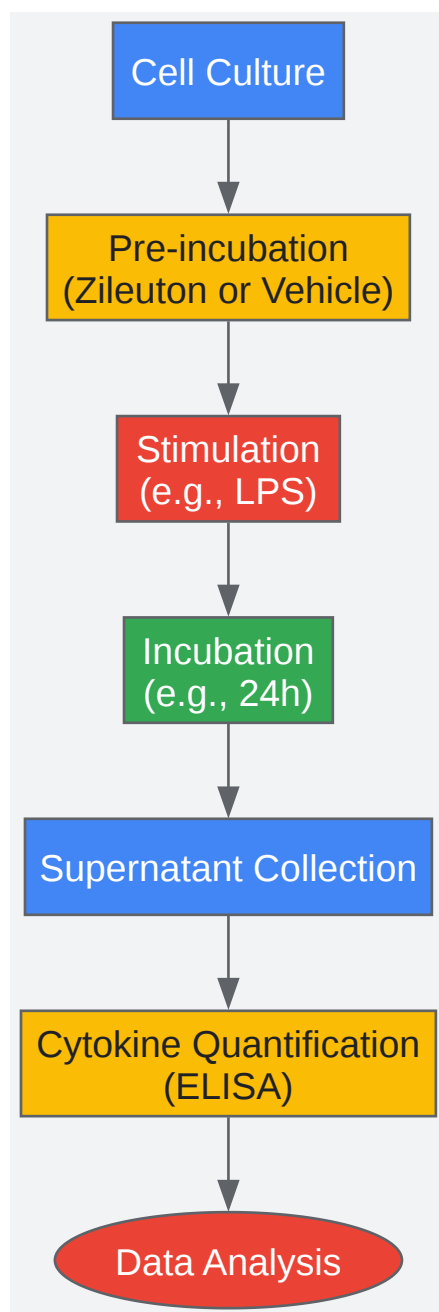 Cell Culture
Pre-incubation
(Zileuton or Vehicle)
Stimulation
(e.g., LPS)
Incubation
(e.g., 24h)
Supernatant Collection
Cytokine Quantification
(ELISA)
Data Analysis